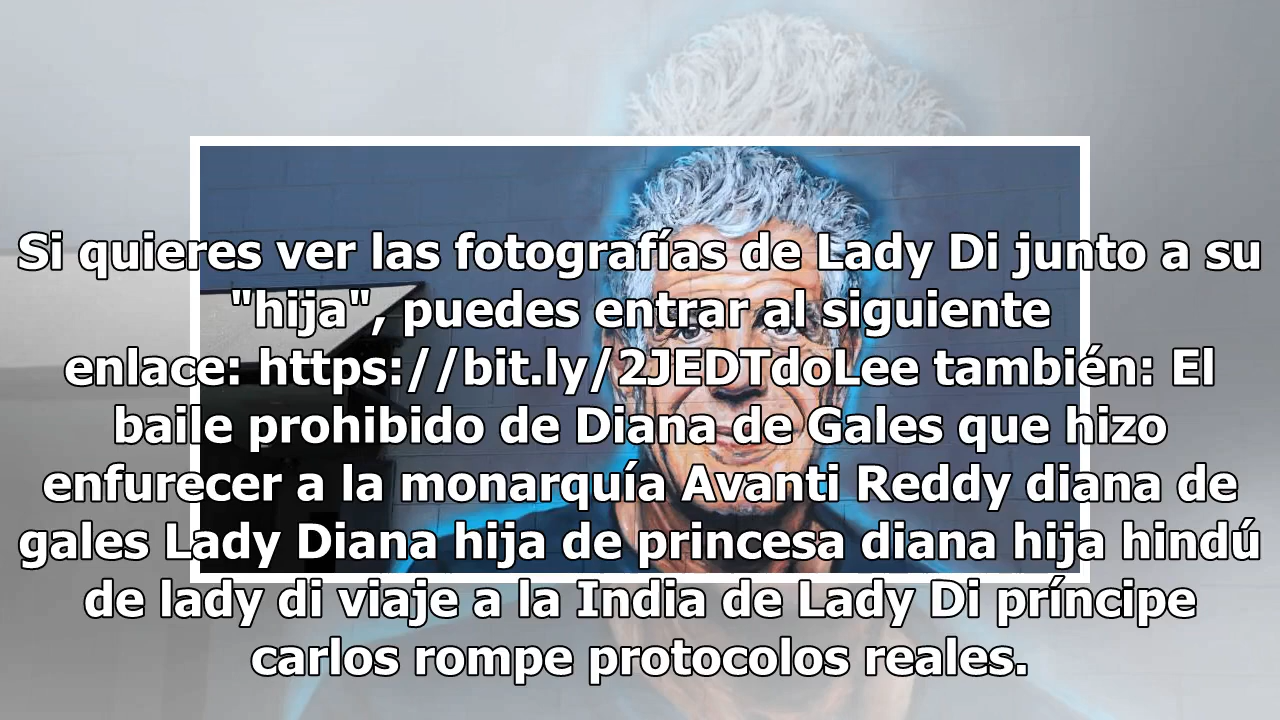 Si quieres ver las fotografías de Lady Di junto a su
"hija", puedes entrar al siguiente
enlace: https://bit.ly/2JEDTdoLee también: El
baile prohibido de Diana de Gales que hizo
enfurecer a la monarquía Avanti Reddy diana de
gales Lady Diana hija de princesa diana hija hindú
de lady di viaje a la India de Lady Di príncipe
carlos rompe protocolos reales.